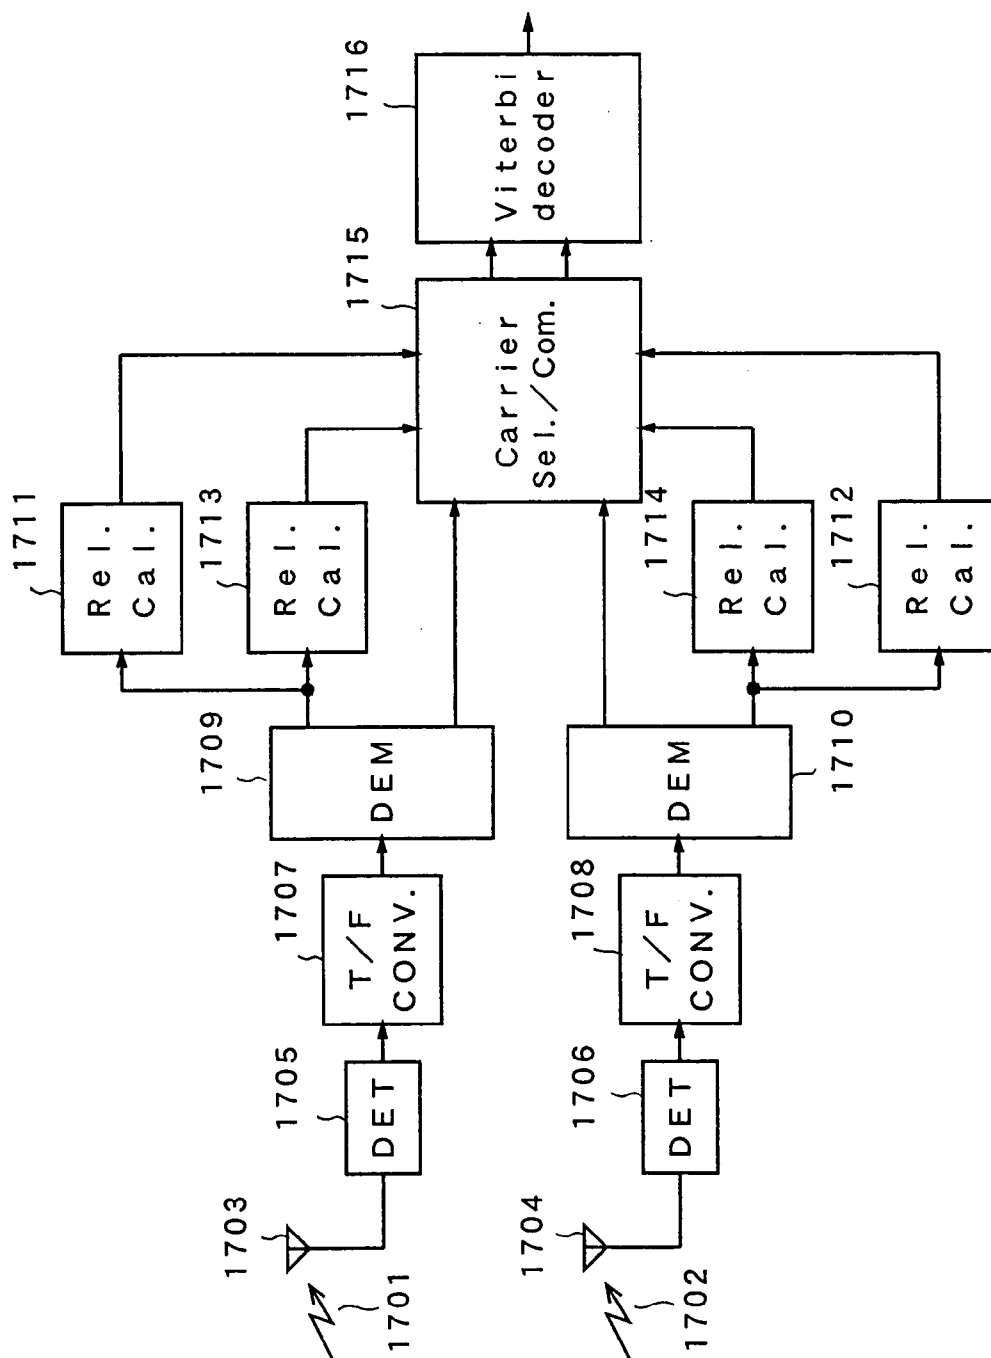 1701
1703
1705
DET
1707
T/F
CONV.
1709
DEM
1711
Rel.
Cal.
1713
Rel.
Cal.
1715
Carrier
Sel./Com.
1716
Viterbi
decoder
1702
1704
1706
DET
1708
T/F
CONV.
1710
DEM
1714
Rel.
Cal.
1712
Rel.
Cal.